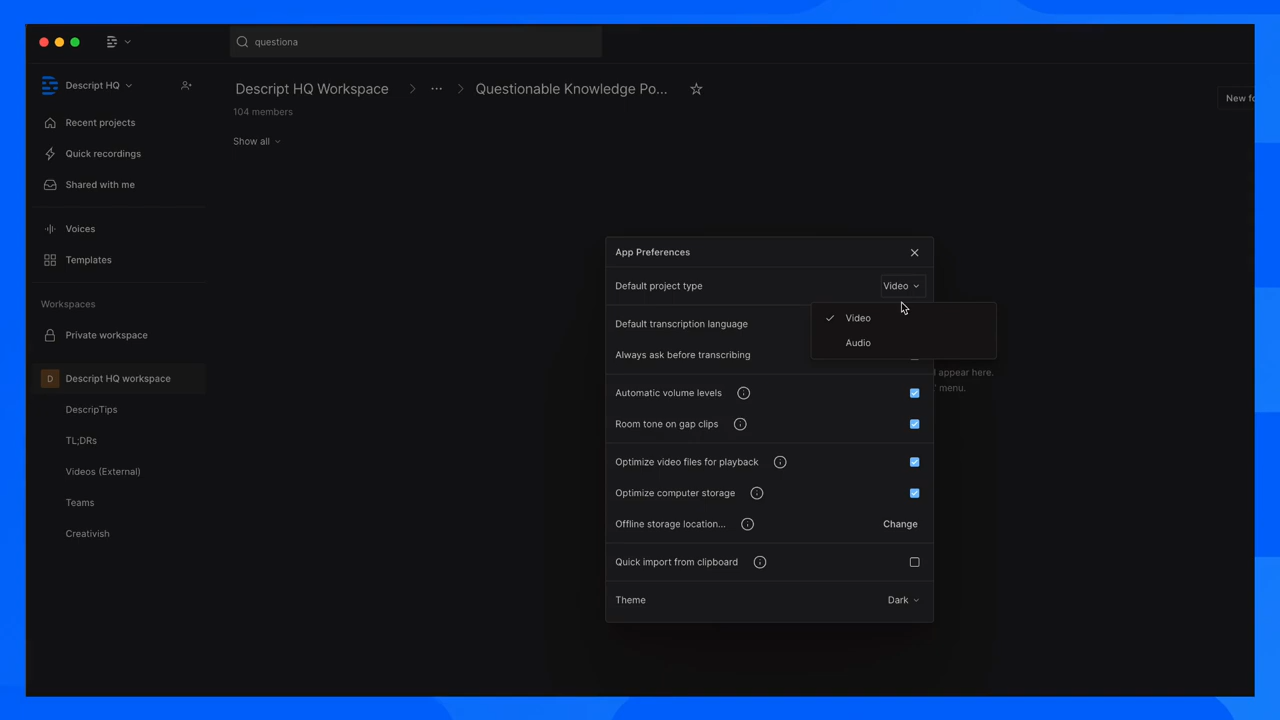 questiona
Descript HQ
Descript HQ Workspace
...
Questionable Knowledge Po...
104 members
New fo
Show all
Recent projects
Quick recordings
Shared with me
Voices
Templates
Workspaces
Private workspace
D
Descript HQ workspace
DescripTips
TL;DRs
Videos (External)
Teams
Creativish
App Preferences
Default project type
Video
Video
Audio
Default transcription language
Always ask before transcribing
d appear here.
' menu.
Automatic volume levels
Room tone on gap clips
Optimize video files for playback
Optimize computer storage
Offline storage location...
Change
Quick import from clipboard
Theme
Dark